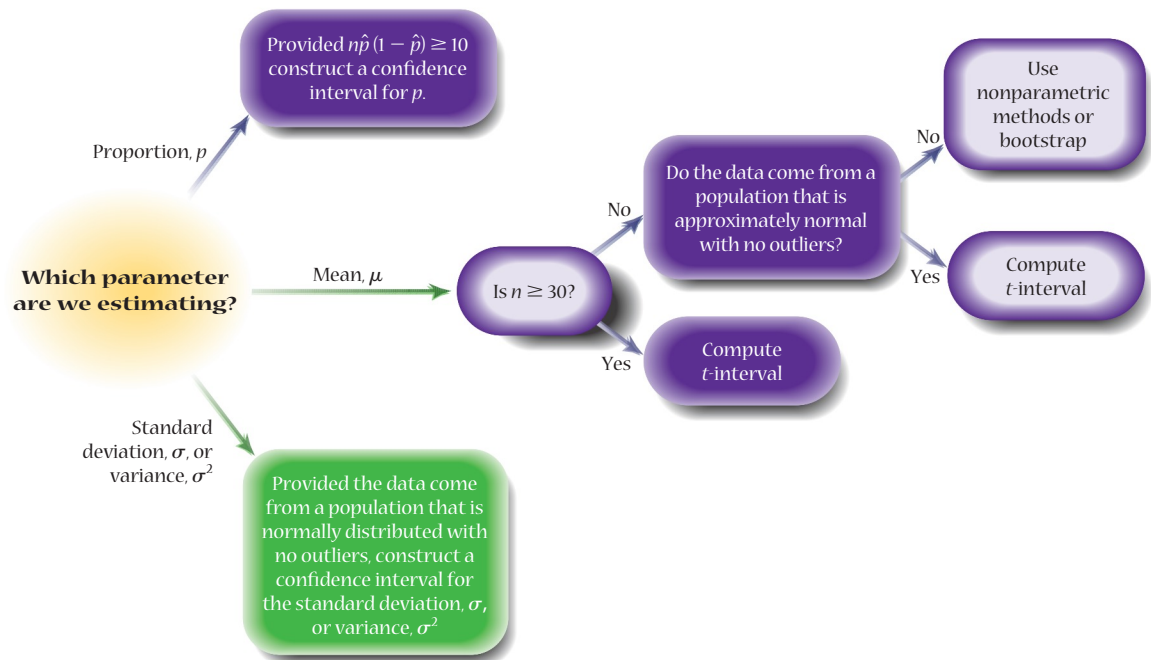 Which parameter
are we estimating?
Proportion, p
Provided np̂ (1 − p̂) ≥ 10
construct a confidence
interval for p.
Mean, μ
Is n ≥ 30?
No
Do the data come from a
population that is
approximately normal
with no outliers?
No
Use
nonparametric
methods or
bootstrap
Yes
Compute
t-interval
Yes
Compute
t-interval
Standard
deviation, σ, or
variance, σ²
Provided the data come
from a population that is
normally distributed with
no outliers, construct a
confidence interval for
the standard deviation, σ,
or variance, σ²